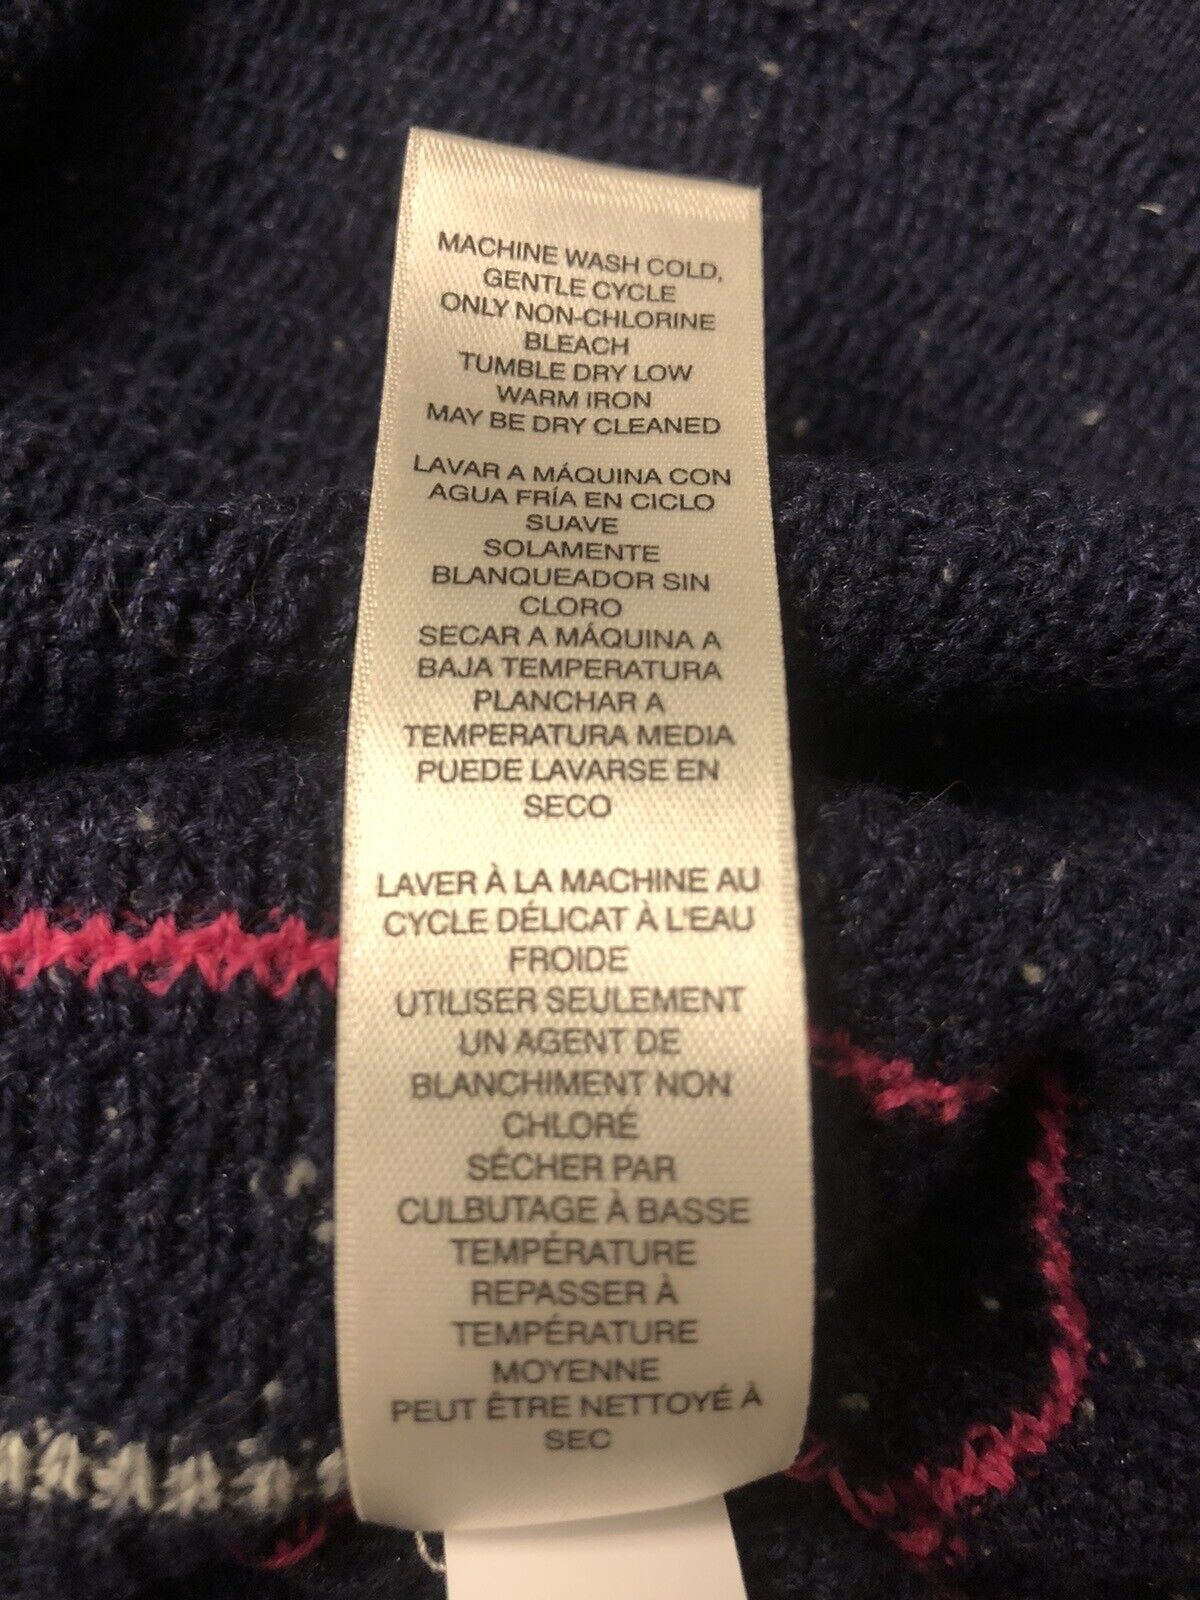 MACHINE WASH COLD,
GENTLE CYCLE
ONLY NON-CHLORINE
BLEACH
TUMBLE DRY LOW
WARM IRON
MAY BE DRY CLEANED
LAVAR A MÁQUINA CON
AGUA FRÍA EN CICLO
SUAVE
SOLAMENTE
BLANQUEADOR SIN
CLORO
SECAR A MÁQUINA A
BAJA TEMPERATURA
PLANCHAR A
TEMPERATURA MEDIA
PUEDE LAVARSE EN
SECO
LAVER À LA MACHINE AU
CYCLE DÉLICAT À L'EAU
FROIDE
UTILISER SEULEMENT
UN AGENT DE
BLANCHIMENT NON
CHLORÉ
SÉCHER PAR
CULBUTAGE À BASSE
TEMPÉRATURE
REPASSER À
TEMPÉRATURE
MOYENNE
PEUT ÊTRE NETTOYÉ À
SEC